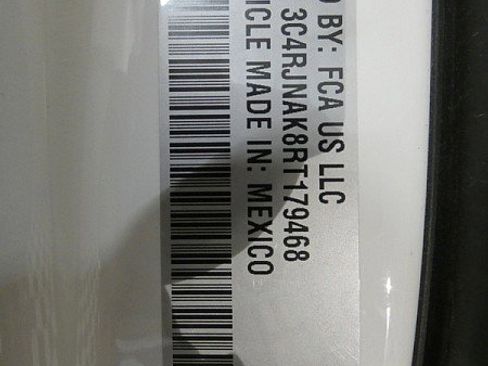 D BY: FCA US LLC
3C4RJNAK8RT179468
ICLE MADE IN: MEXICO